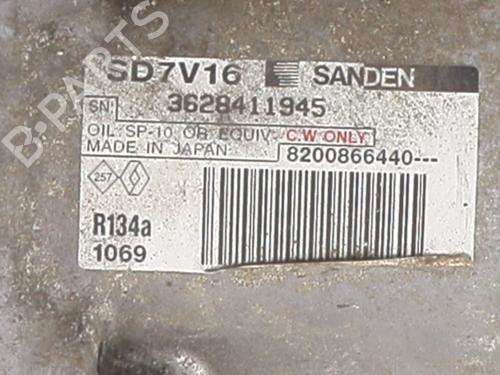 B-PARTS
SD7V16 SANDEN
SN: 3628411945
OIL SP-10 OR EQUIV. C.W ONLY
MADE IN JAPAN 8200866440---
257
R134a
1069